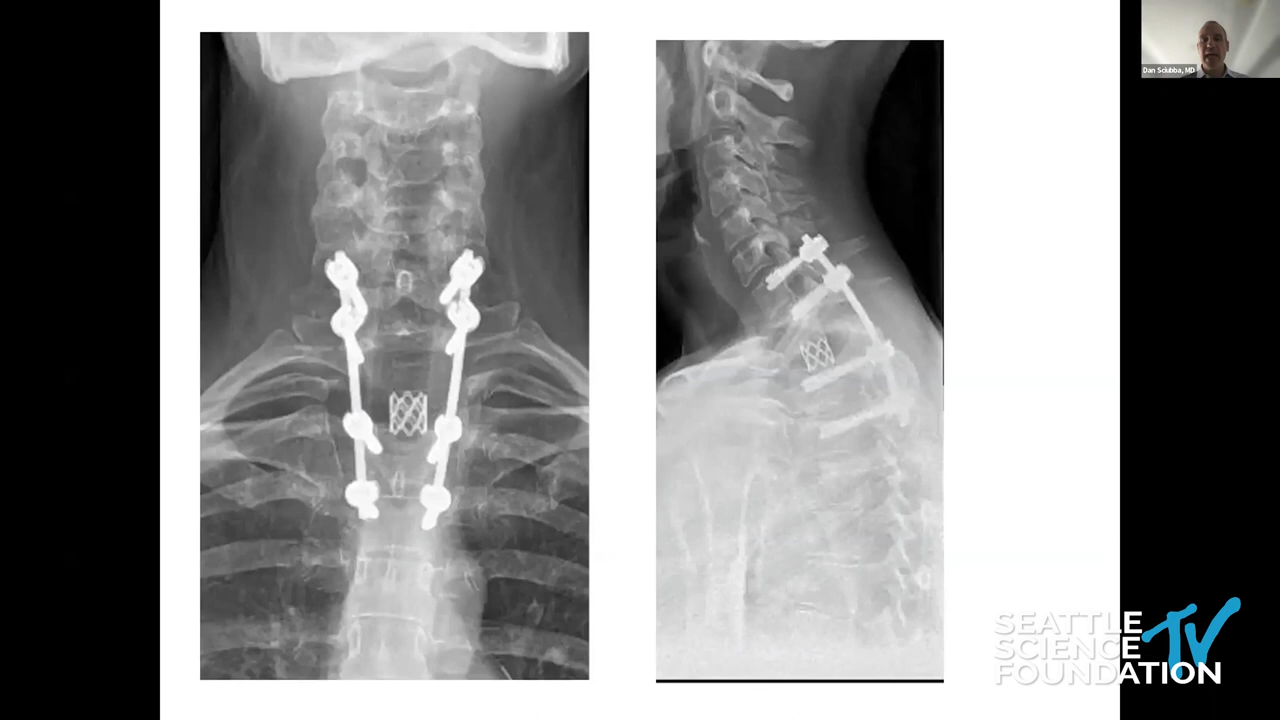 Dan Sciubba, MD
SEATTLE
SCIENCE
FOUNDATION
TV